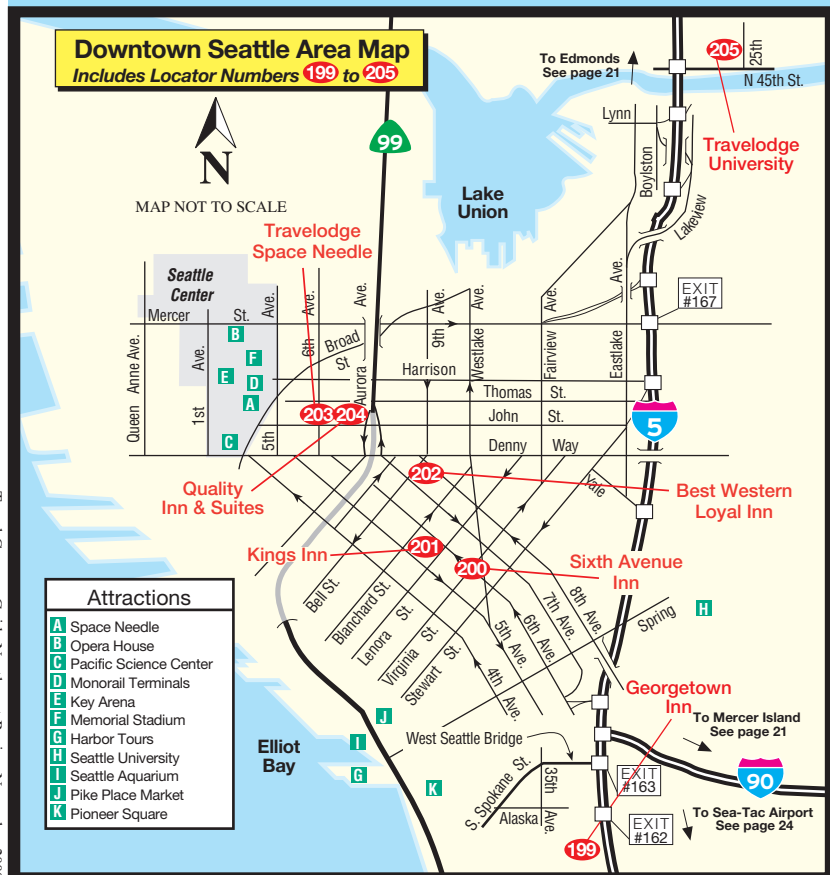 Downtown Seattle Area Map
Includes Locator Numbers 199 to 205
N
MAP NOT TO SCALE
99
To Edmonds
See page 21
205
25th
N 45th St.
Travelodge
University
Lynn
Boylston
Lakeview
Lake
Union
Travelodge
Space Needle
Seattle
Center
Mercer St.
EXIT
#167
Queen Anne Ave.
1st Ave.
5th Ave.
6th Ave.
Aurora Ave.
9th Ave.
Westlake Ave.
Fairview Ave.
Eastlake Ave.
Broad
St
Harrison
Thomas St.
John St.
Denny Way
B
F
E
D
A
C
203
204
5
202
Yale
Quality
Inn & Suites
Best Western
Loyal Inn
Kings Inn
201
200
Sixth Avenue
Inn
Bell St.
Blanchard St.
Lenora St.
Virginia St.
Stewart St.
4th Ave.
5th Ave.
6th Ave.
7th Ave.
8th Ave.
Spring
H
Attractions
A Space Needle
B Opera House
C Pacific Science Center
D Monorail Terminals
E Key Arena
F Memorial Stadium
G Harbor Tours
H Seattle University
I Seattle Aquarium
J Pike Place Market
K Pioneer Square
Elliot
Bay
J
I
G
K
Georgetown
Inn
To Mercer Island
See page 21
West Seattle Bridge
90
S. Spokane St.
35th Ave.
Alaska
EXIT
#163
EXIT
#162
To Sea-Tac Airport
See page 24
199